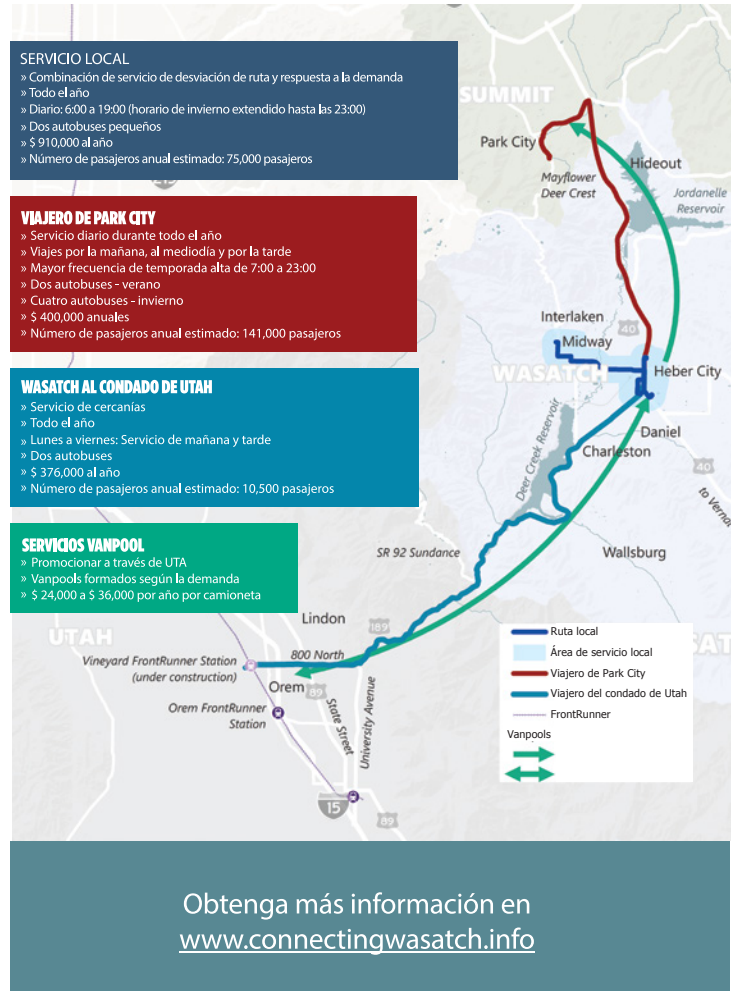 SERVICIO LOCAL
» Combinación de servicio de desviación de ruta y respuesta a la demanda
» Todo el año
» Diario: 6:00 a 19:00 (horario de invierno extendido hasta las 23:00)
» Dos autobuses pequeños
» $ 910,000 al año
» Número de pasajeros anual estimado: 75,000 pasajeros
VIAJERO DE PARK CITY
» Servicio diario durante todo el año
» Viajes por la mañana, al mediodía y por la tarde
» Mayor frecuencia de temporada alta de 7:00 a 23:00
» Dos autobuses - verano
» Cuatro autobuses - invierno
» $ 400,000 anuales
» Número de pasajeros anual estimado: 141,000 pasajeros
WASATCH AL CONDADO DE UTAH
» Servicio de cercanías
» Todo el año
» Lunes a viernes: Servicio de mañana y tarde
» Dos autobuses
» $ 376,000 al año
» Número de pasajeros anual estimado: 10,500 pasajeros
SERVICIOS VANPOOL
» Promocionar a través de UTA
» Vanpools formados según la demanda
» $ 24,000 a $ 36,000 por año por camioneta
SUMMIT
Park City
Hideout
Mayflower
Deer Crest
Jordanelle
Reservoir
Interlaken
40
Midway
WASATCH
Heber City
Daniel
Charleston
40
Deer Creek Reservoir
SR 92 Sundance
Wallsburg
Lindon
189
UTAH
800 North
Vineyard FrontRunner Station
(under construction)
Orem
89
Orem FrontRunner
Station
State Street
University Avenue
15
89
Ruta local
Área de servicio local
Viajero de Park City
Viajero del condado de Utah
FrontRunner
Vanpools
Obtenga más información en
www.connectingwasatch.info